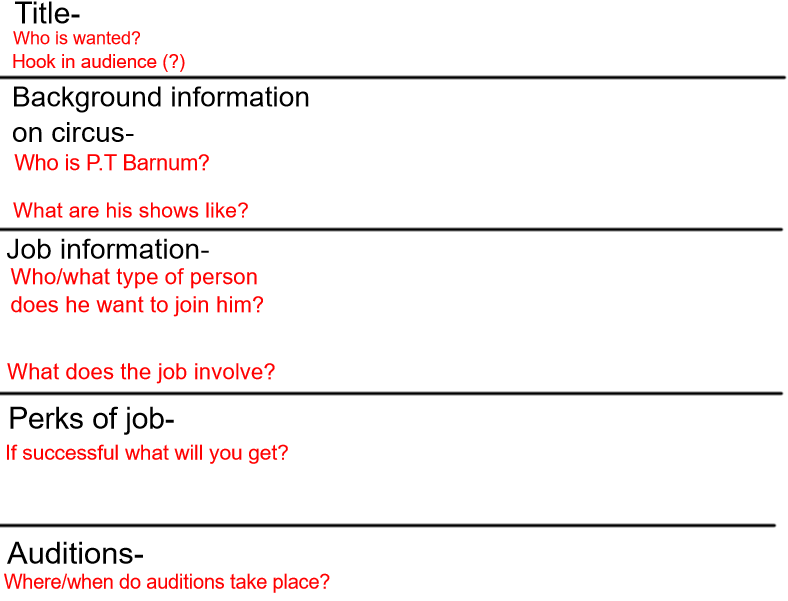 Title-
Who is wanted?
Hook in audience (?)
Background information
on circus-
Who is P.T Barnum?
What are his shows like?
Job information-
Who/what type of person
does he want to join him?
What does the job involve?
Perks of job-
If successful what will you get?
Auditions-
Where/when do auditions take place?